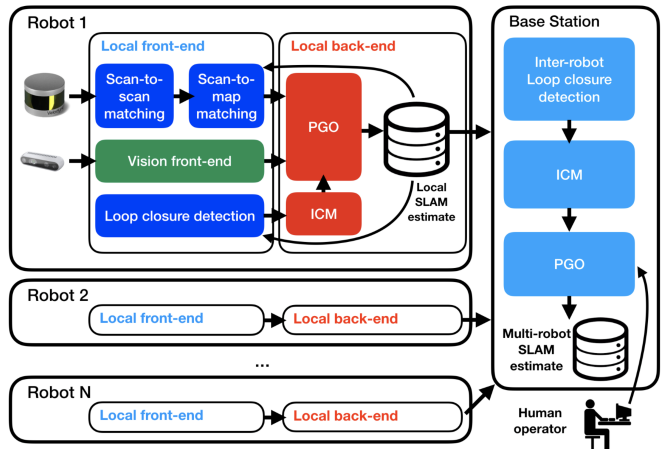 Robot 1
Local front-end
Local back-end
Scan-to-
scan
matching
Scan-to-
map
matching
PGO
Vision front-end
Loop closure detection
ICM
Local
SLAM
estimate
Base Station
Inter-robot
Loop closure
detection
ICM
PGO
Multi-robot
SLAM
estimate
Robot 2
Local front-end
Local back-end
...
Robot N
Local front-end
Local back-end
Human
operator